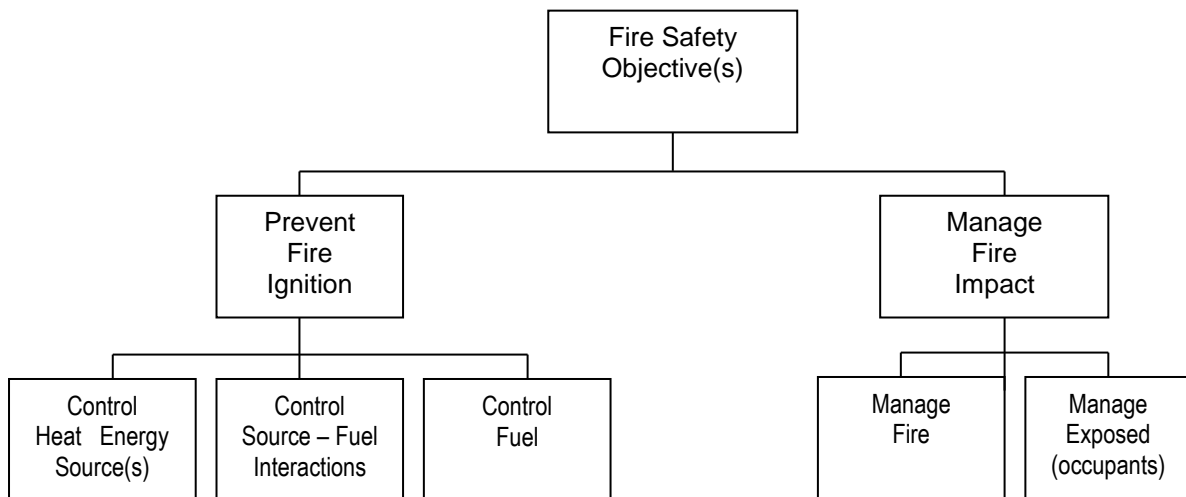 Fire Safety
Objective(s)
Prevent
Fire
Ignition
Manage
Fire
Impact
Control
Heat Energy
Source(s)
Control
Source – Fuel
Interactions
Control
Fuel
Manage
Fire
Manage
Exposed
(occupants)